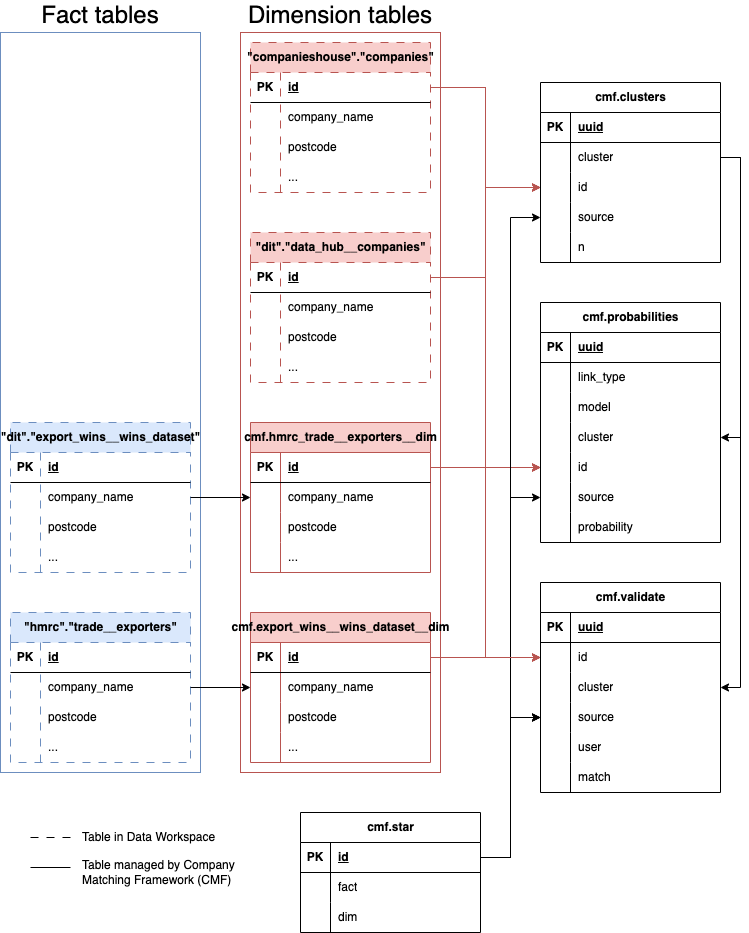 Fact tables
Dimension tables
"companieshouse"."companies"
PK id
company_name
postcode
...
"dit"."data_hub__companies"
PK id
company_name
postcode
...
"dit"."export_wins__wins_dataset"
PK id
company_name
postcode
...
cmf.hmrc_trade__exporters__dim
PK id
company_name
postcode
...
"hmrc"."trade__exporters"
PK id
company_name
postcode
...
cmf.export_wins__wins_dataset__dim
PK id
company_name
postcode
...
cmf.clusters
PK uuid
cluster
id
source
n
cmf.probabilities
PK uuid
link_type
model
cluster
id
source
probability
cmf.validate
PK uuid
id
cluster
source
user
match
cmf.star
PK id
fact
dim
Table in Data Workspace
Table managed by Company
Matching Framework (CMF)